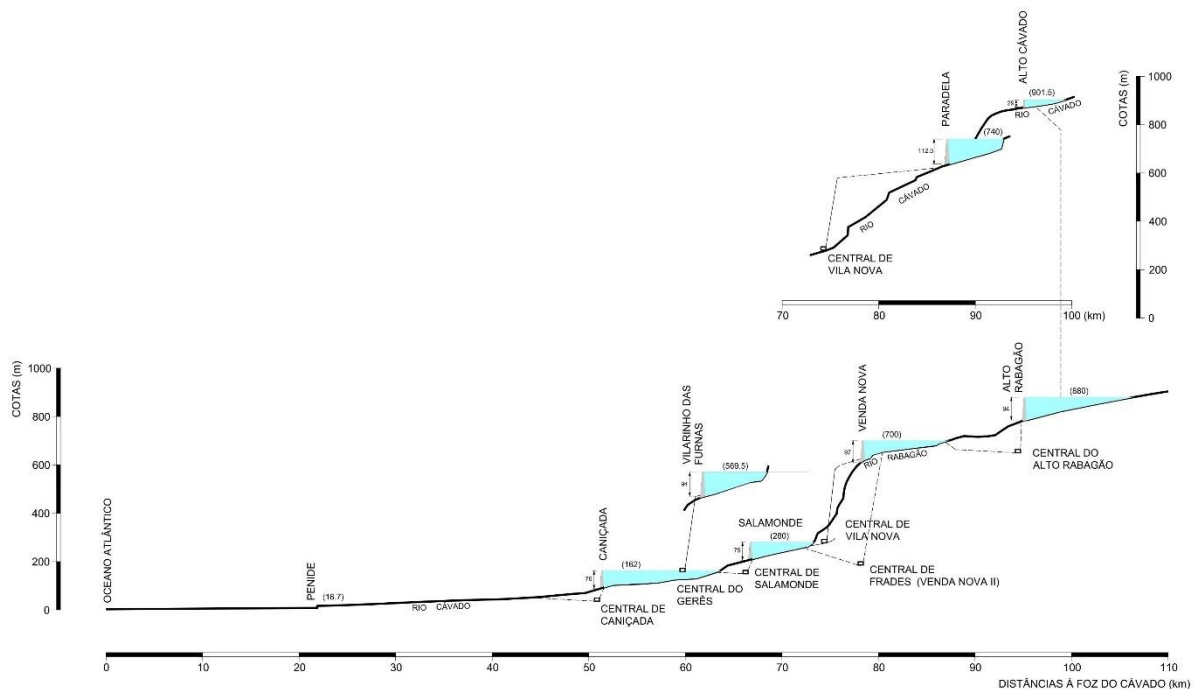 ALTO CÁVADO
PARADELA
COTAS (m)
1000
800
600
400
200
0
(901.5)
29
RIO CÁVADO
(740)
112.5
RIO CÁVADO
CENTRAL DE
VILA NOVA
70
80
90
100 (km)
COTAS (m)
1000
800
600
400
200
0
OCEANO ATLÂNTICO
PENIDE
(16.7)
RIO CÁVADO
CANIÇADA
76
(162)
CENTRAL DE
CANIÇADA
VILARINHO DAS
FURNAS
94
(569.5)
CENTRAL DO
GERÊS
SALAMONDE
75
(280)
CENTRAL DE
SALAMONDE
VENDA NOVA
97
(700)
RIO RABAGÃO
CENTRAL DE
VILA NOVA
CENTRAL DE
FRADES (VENDA NOVA II)
ALTO
RABAGÃO
94
(880)
CENTRAL DO
ALTO RABAGÃO
0
10
20
30
40
50
60
70
80
90
100
110
DISTÂNCIAS À FOZ DO CÁVADO (km)